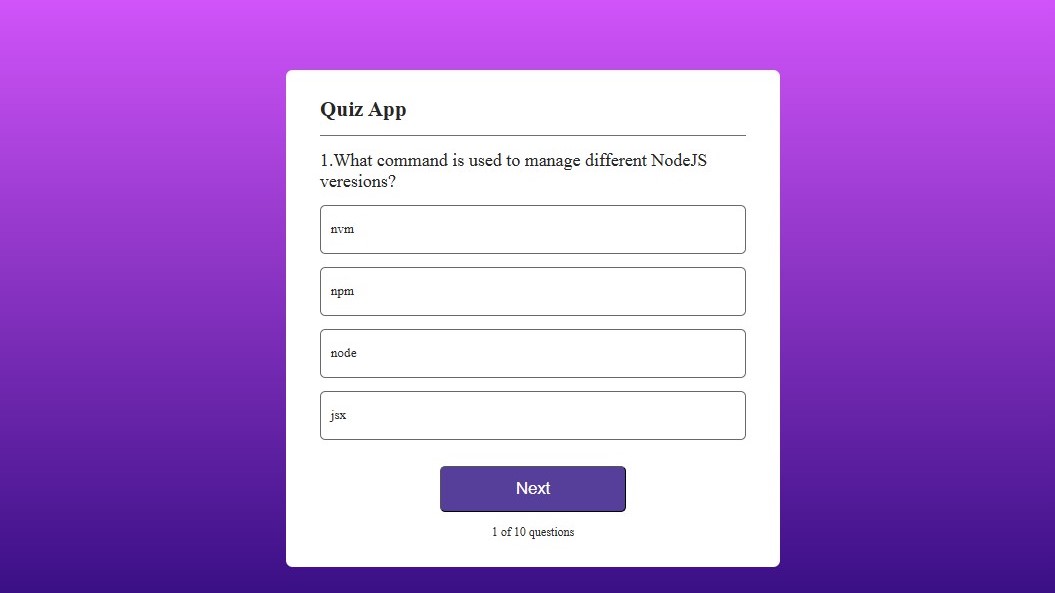 Quiz App
1.What command is used to manage different NodeJS
veresions?
nvm
npm
node
jsx
Next
1 of 10 questions